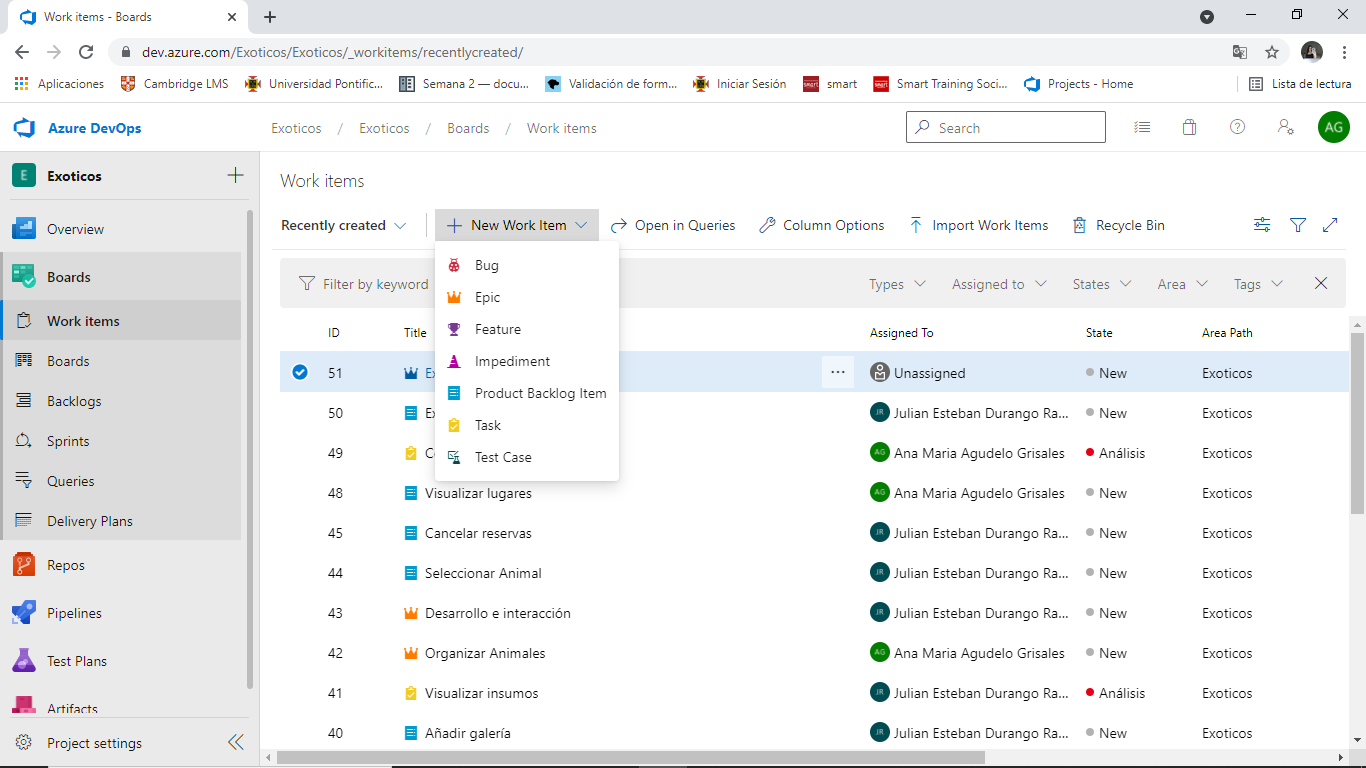 Work items - Boards
dev.azure.com/Exoticos/Exoticos/_workitems/recentlycreated/
Aplicaciones Cambridge LMS Universidad Pontific... Semana 2 — docu... Validación de form... Iniciar Sesión smart Smart Training Soci... Projects - Home Lista de lectura
Azure DevOps Exoticos / Exoticos / Boards / Work items Search AG
E Exoticos
Work items
Overview
Boards
Work items
Boards
Backlogs
Sprints
Queries
Delivery Plans
Repos
Pipelines
Test Plans
Artifacts
Project settings
Recently created New Work Item Open in Queries Column Options Import Work Items Recycle Bin
Bug
Epic
Feature
Impediment
Product Backlog Item
Task
Test Case
Filter by keyword Types Assigned to States Area Tags
ID Title Assigned To State Area Path
51 E Unassigned New Exoticos
50 E JR Julian Esteban Durango Ra... New Exoticos
49 C AG Ana Maria Agudelo Grisales Análisis Exoticos
48 Visualizar lugares AG Ana Maria Agudelo Grisales New Exoticos
45 Cancelar reservas JR Julian Esteban Durango Ra... New Exoticos
44 Seleccionar Animal JR Julian Esteban Durango Ra... New Exoticos
43 Desarrollo e interacción JR Julian Esteban Durango Ra... New Exoticos
42 Organizar Animales AG Ana Maria Agudelo Grisales New Exoticos
41 Visualizar insumos JR Julian Esteban Durango Ra... Análisis Exoticos
40 Añadir galería JR Julian Esteban Durango Ra... New Exoticos